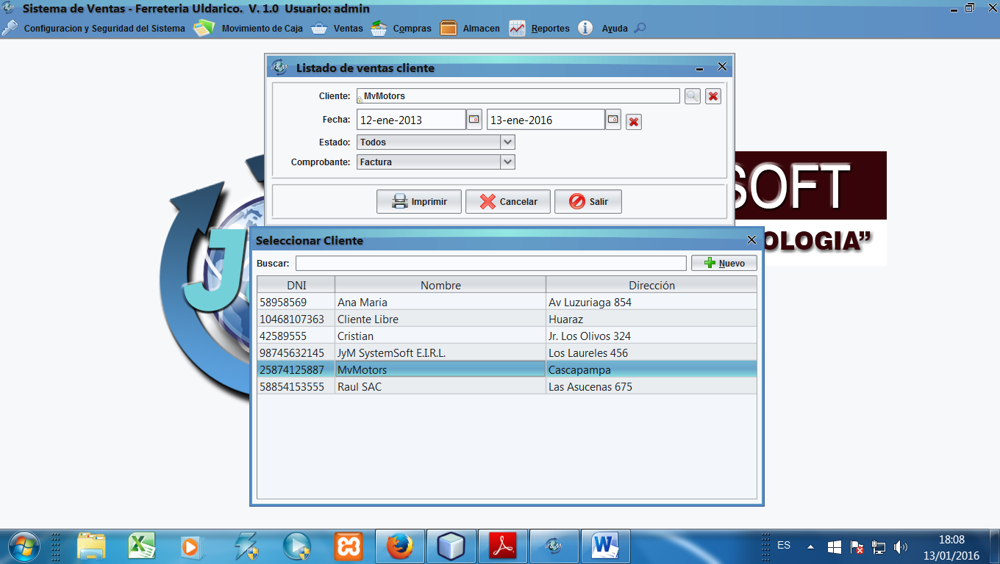 Sistema de Ventas - Ferreteria Uldarico. V. 1.0 Usuario: admin
Configuracion y Seguridad del Sistema Movimiento de Caja Ventas Compras Almacen Reportes Ayuda
Listado de ventas cliente
Cliente: MvMotors
Fecha: 12-ene-2013 13-ene-2016
Estado: Todos
Comprobante: Factura
Imprimir Cancelar Salir
SOFT
OLOGIA”
J
Seleccionar Cliente
Buscar: Nuevo
DNI Nombre Dirección
58958569 Ana Maria Av Luzuriaga 854
10468107363 Cliente Libre Huaraz
42589555 Cristian Jr. Los Olivos 324
98745632145 JyM SystemSoft E.I.R.L. Los Laureles 456
25874125887 MvMotors Cascapampa
58854153555 Raul SAC Las Asucenas 675
ES 18:08
13/01/2016